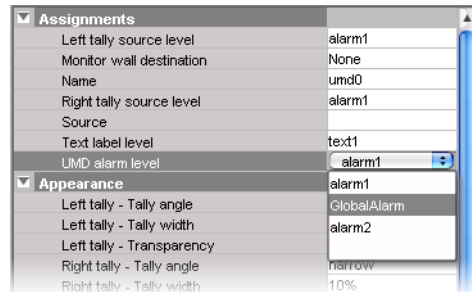 Assignments
Left tally source level alarm1
Monitor wall destination None
Name umd0
Right tally source level alarm1
Source
Text label level text1
UMD alarm level alarm1
Appearance alarm1
Left tally - Tally angle GlobalAlarm
Left tally - Tally width alarm2
Left tally - Transparency
Right tally - Tally angle narrow
Right tally - Tally width 10%